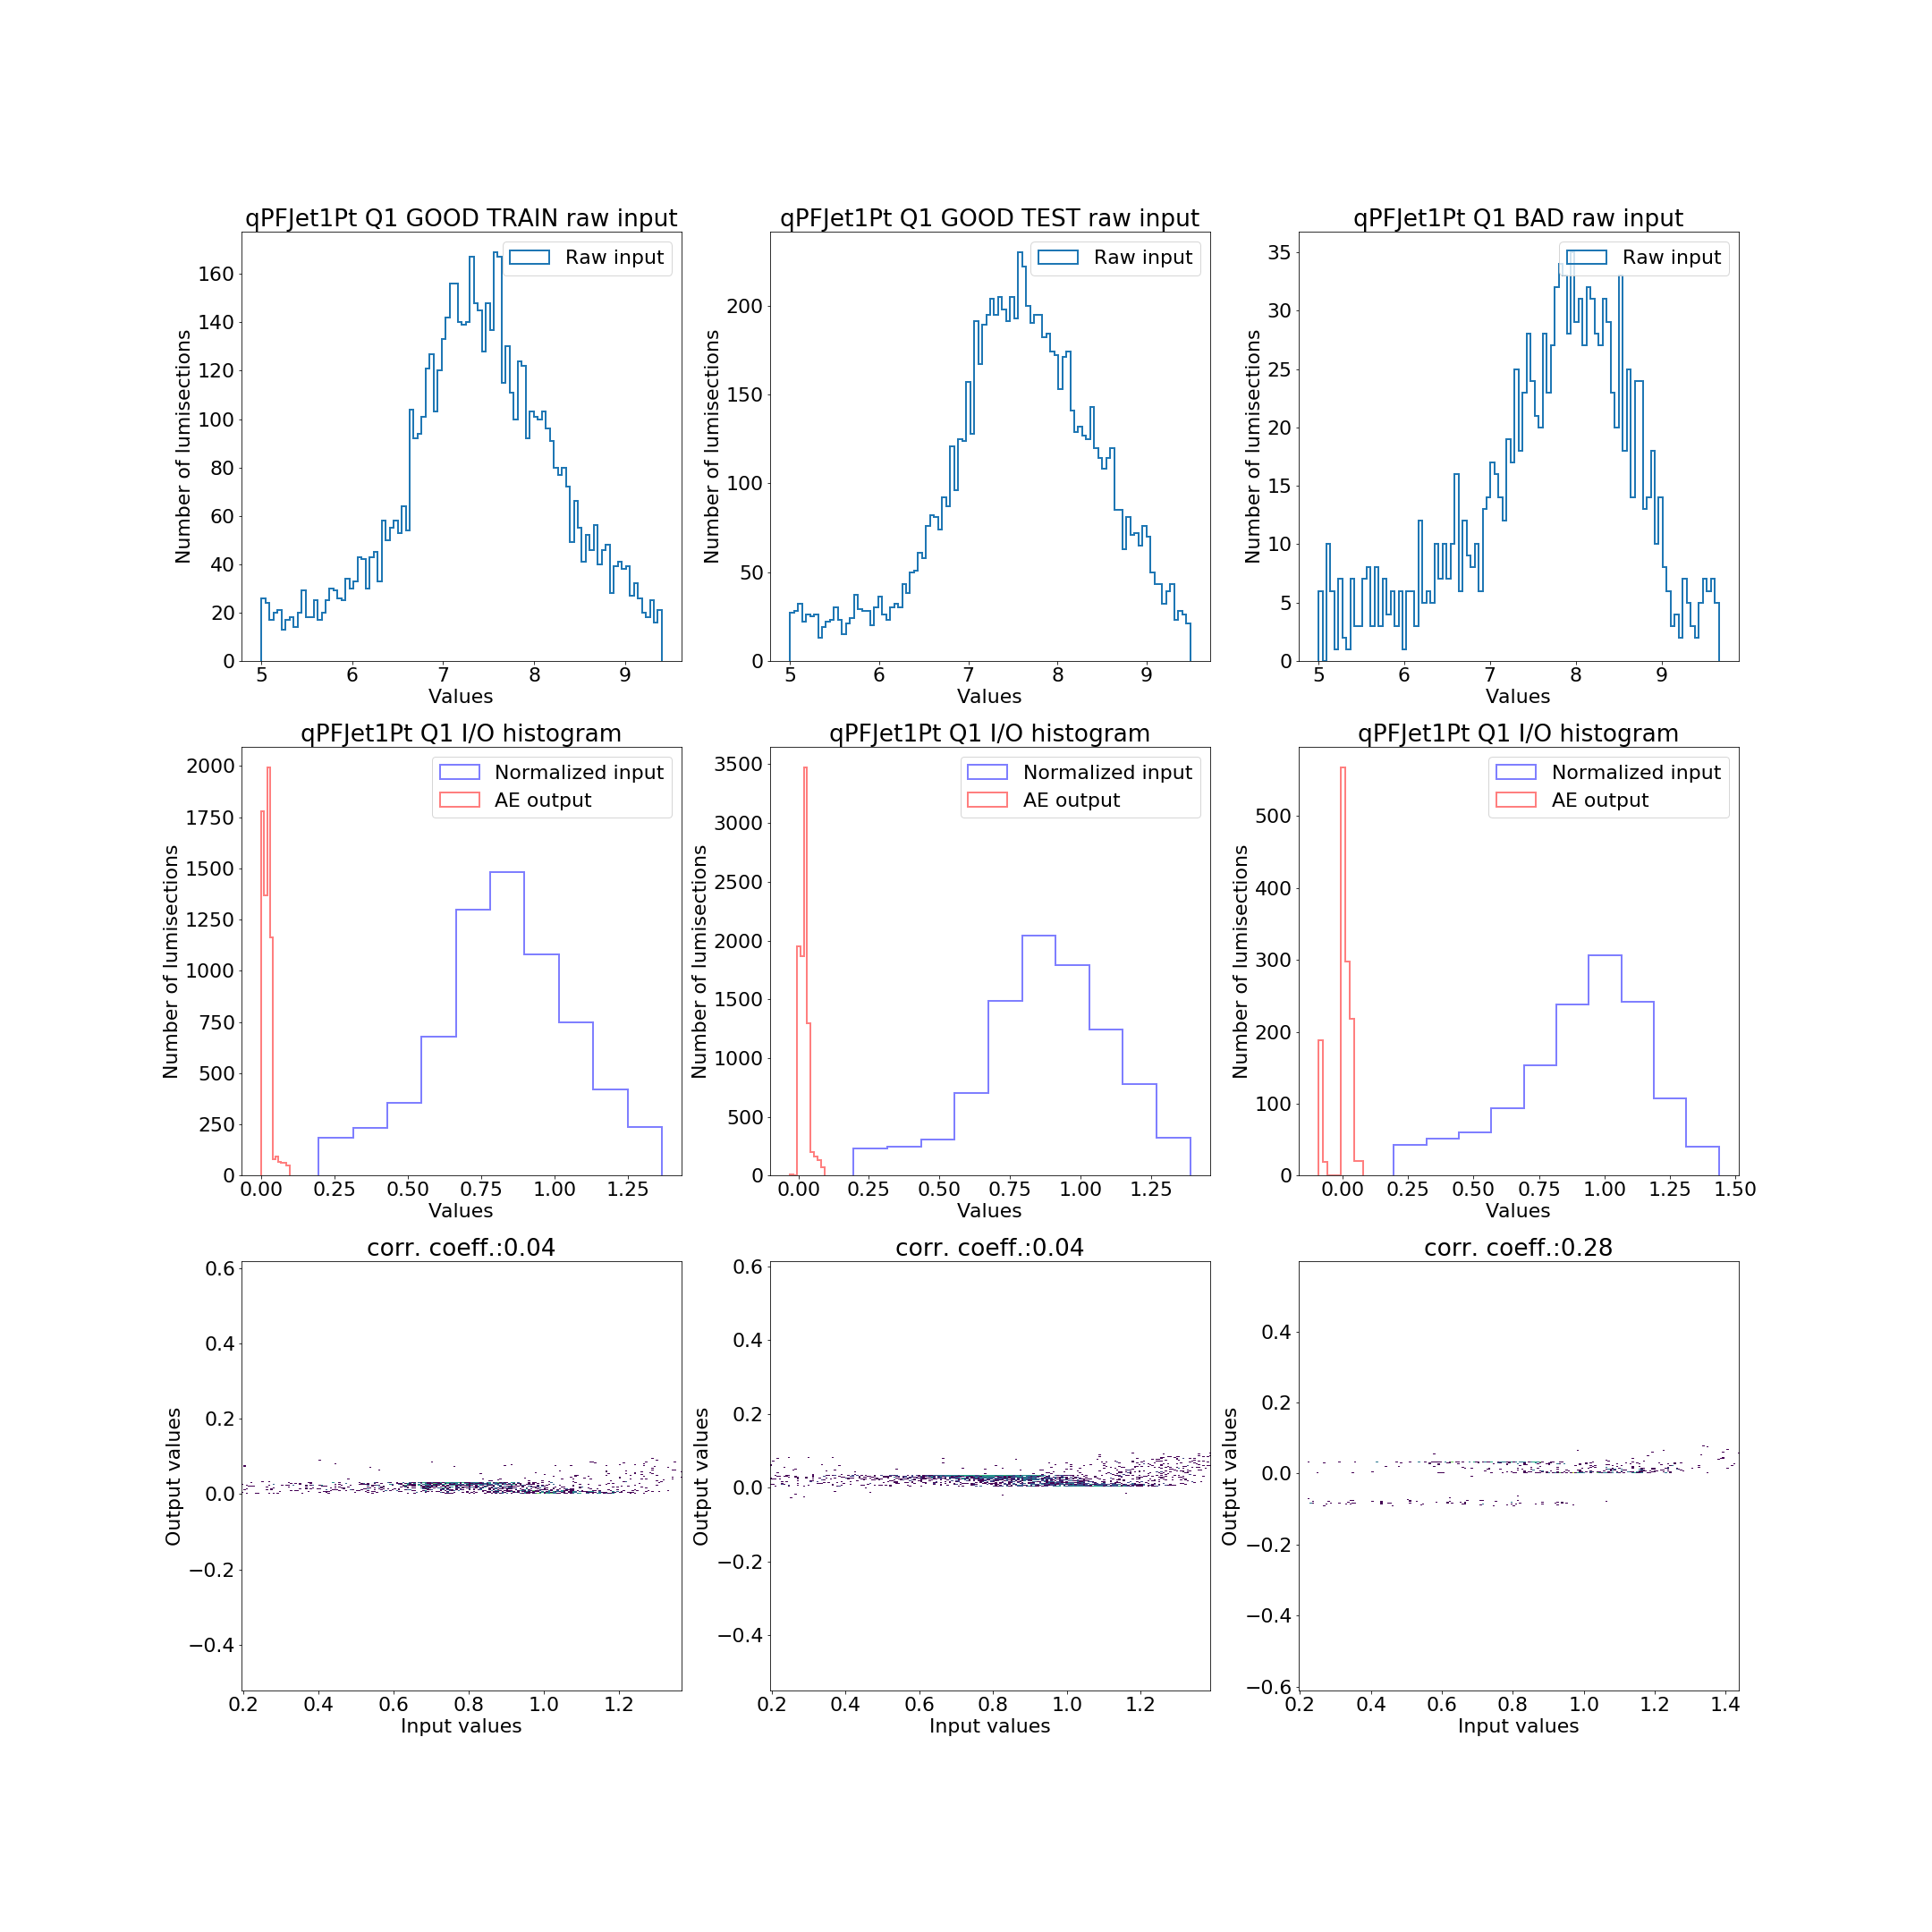 qPFJet1Pt Q1 GOOD TRAIN raw input
Raw input
160
140
120
100
80
60
40
20
0
Number of lumisections
5 6 7 8 9
Values
qPFJet1Pt Q1 GOOD TEST raw input
Raw input
200
150
100
50
0
Number of lumisections
5 6 7 8 9
Values
qPFJet1Pt Q1 BAD raw input
Raw input
35
30
25
20
15
10
5
0
Number of lumisections
5 6 7 8 9
Values
qPFJet1Pt Q1 I/O histogram
Normalized input
AE output
2000
1750
1500
1250
1000
750
500
250
0
Number of lumisections
0.00 0.25 0.50 0.75 1.00 1.25
Values
qPFJet1Pt Q1 I/O histogram
Normalized input
AE output
3500
3000
2500
2000
1500
1000
500
0
Number of lumisections
0.00 0.25 0.50 0.75 1.00 1.25
Values
qPFJet1Pt Q1 I/O histogram
Normalized input
AE output
500
400
300
200
100
0
Number of lumisections
0.00 0.25 0.50 0.75 1.00 1.25 1.50
Values
corr. coeff.:0.04
0.6
0.4
0.2
0.0
−0.2
−0.4
Output values
0.2 0.4 0.6 0.8 1.0 1.2
Input values
corr. coeff.:0.04
0.6
0.4
0.2
0.0
−0.2
−0.4
Output values
0.2 0.4 0.6 0.8 1.0 1.2
Input values
corr. coeff.:0.28
0.4
0.2
0.0
−0.2
−0.4
−0.6
Output values
0.2 0.4 0.6 0.8 1.0 1.2 1.4
Input values